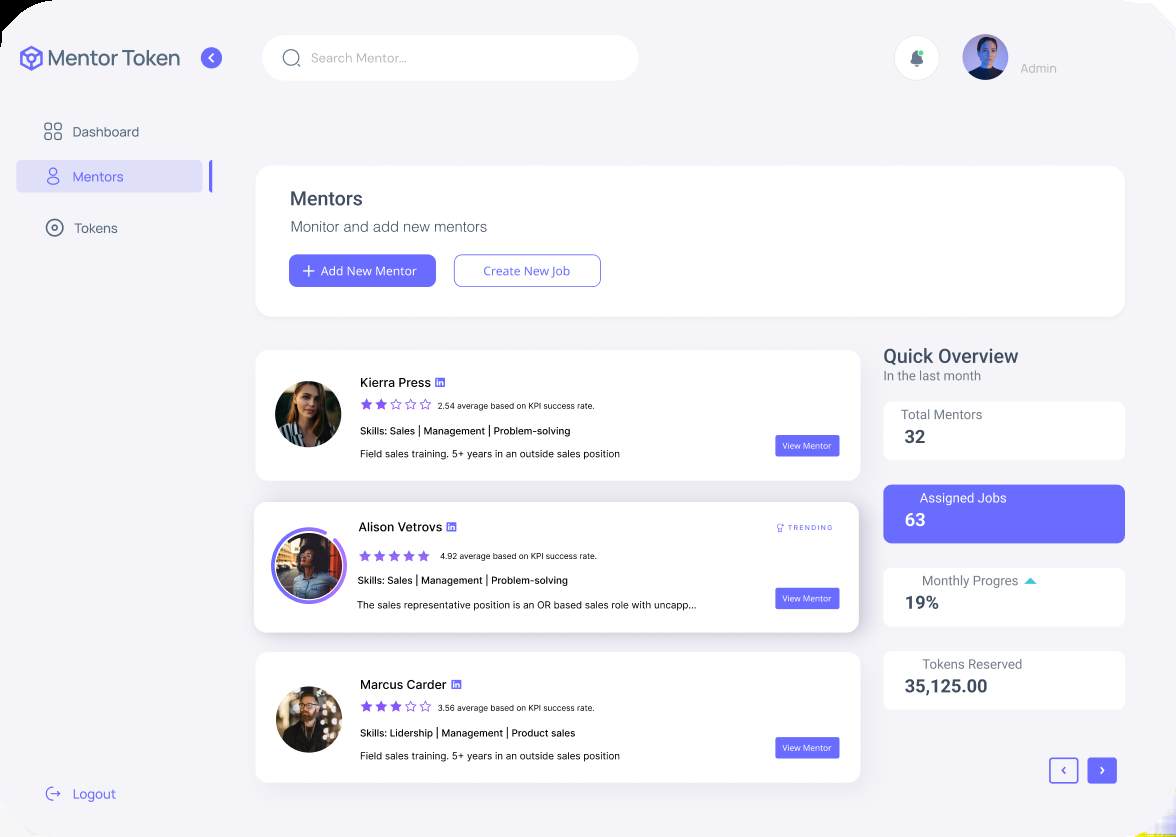 Mentor Token
Search Mentor...
Admin
Dashboard
Mentors
Tokens
Logout
Mentors
Monitor and add new mentors
Add New Mentor
Create New Job
Kierra Press in
2.54 average based on KPI success rate.
Skills: Sales | Management | Problem-solving
Field sales training. 5+ years in an outside sales position
View Mentor
Alison Vetrovs in
TRENDING
4.92 average based on KPI success rate.
Skills: Sales | Management | Problem-solving
The sales representative position is an OR based sales role with uncapp...
View Mentor
Marcus Carder in
3.56 average based on KPI success rate.
Skills: Lidership | Management | Product sales
Field sales training. 5+ years in an outside sales position
View Mentor
Quick Overview
In the last month
Total Mentors
32
Assigned Jobs
63
Monthly Progres
19%
Tokens Reserved
35,125.00